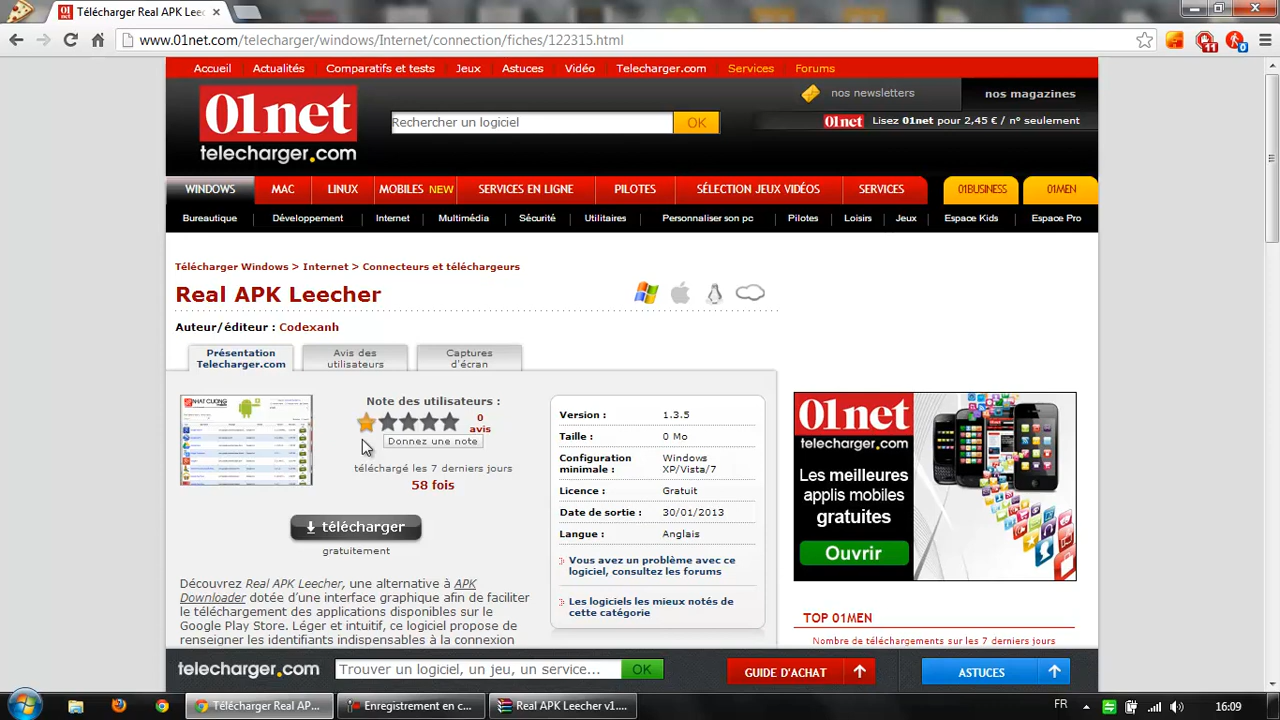 Télécharger Real APK Leec
www.01net.com/telecharger/windows/Internet/connection/fiches/122315.html
11
0
Accueil Actualités Comparatifs et tests Jeux Astuces Vidéo Telecharger.com Services Forums
01net
telecharger.com
Rechercher un logiciel OK
nos newsletters nos magazines
01net Lisez 01net pour 2,45 € / n° seulement
WINDOWS MAC LINUX MOBILES NEW SERVICES EN LIGNE PILOTES SÉLECTION JEUX VIDÉOS SERVICES 01BUSINESS 01MEN
Bureautique Développement Internet Multimédia Sécurité Utilitaires Personnaliser son pc Pilotes Loisirs Jeux Espace Kids Espace Pro
Télécharger Windows > Internet > Connecteurs et téléchargeurs
Real APK Leecher
Auteur/éditeur : Codexanh
Présentation
Telecharger.com
Avis des
utilisateurs
Captures
d'écran
NHAT CUONG
Note des utilisateurs :
0
avis
Donnez une note
téléchargé les 7 derniers jours
58 fois
télécharger
gratuitement
Version : 1.3.5
Taille : 0 Mo
Configuration
minimale :
Windows
XP/Vista/7
Licence : Gratuit
Date de sortie : 30/01/2013
Langue : Anglais
Vous avez un problème avec ce
logiciel, consultez les forums
Les logiciels les mieux notés de
cette catégorie
Découvrez Real APK Leecher, une alternative à APK
Downloader dotée d'une interface graphique afin de faciliter
le téléchargement des applications disponibles sur le
Google Play Store. Léger et intuitif, ce logiciel propose de
renseigner les identifiants indispensables à la connexion
01net
telecharger.com
Les meilleures
applis mobiles
gratuites
Ouvrir
TOP 01MEN
Nombre de téléchargements sur les 7 derniers jours
telecharger.com Trouver un logiciel, un jeu, un service... OK GUIDE D'ACHAT ASTUCES
Télécharger Real AP... Enregistrement en c... Real APK Leecher v1.... FR 16:09